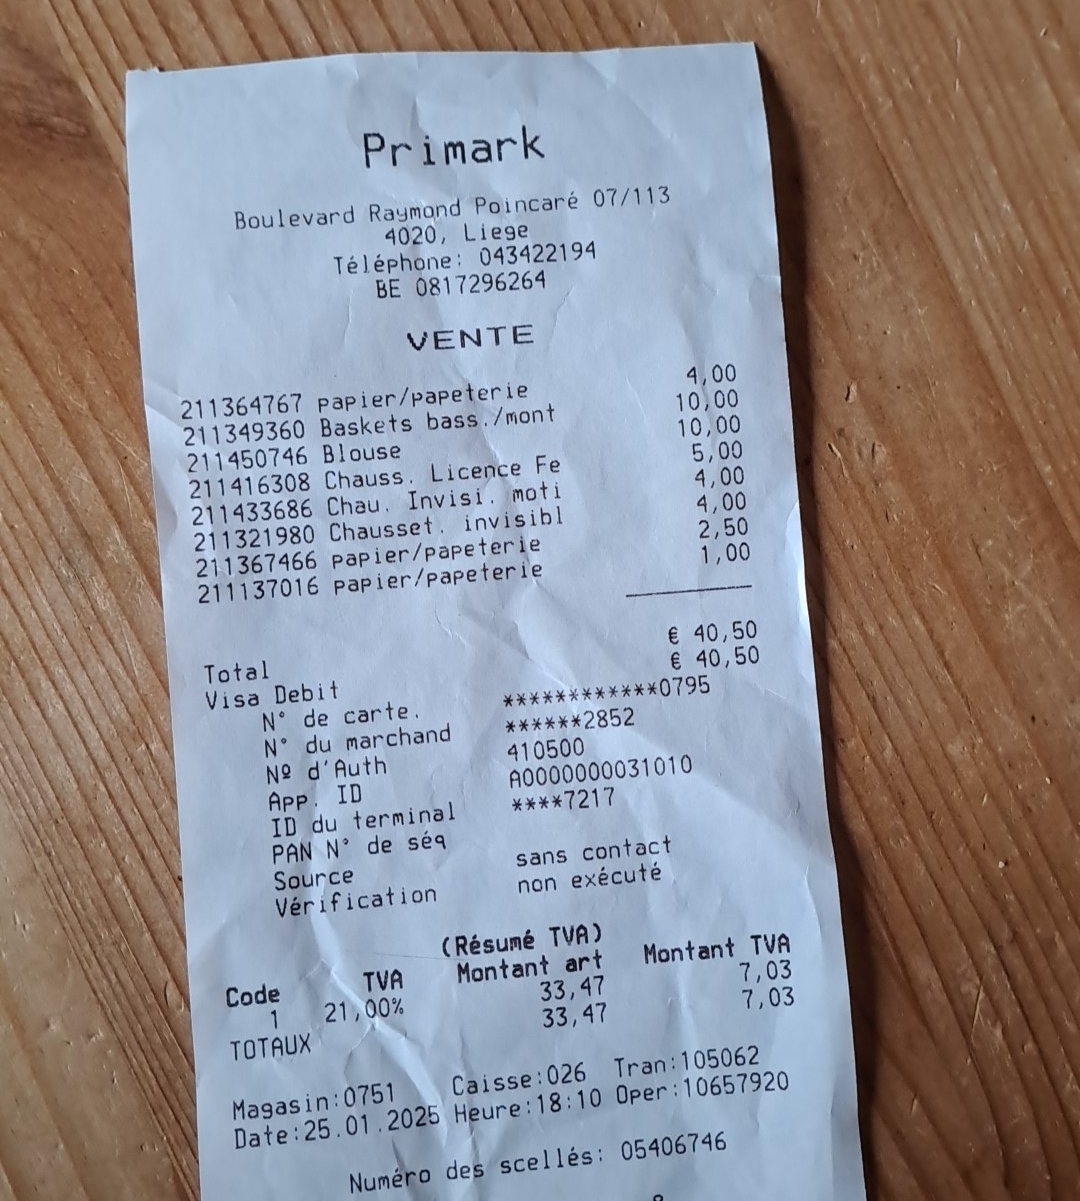 Primark
Boulevard Raymond Poincaré 07/113
4020, Liege
Téléphone: 043422194
BE 0817296264
VENTE
211364767 papier/papeterie 4,00
211349360 Baskets bass./mont 10,00
211450746 Blouse 10,00
211416308 Chauss. Licence Fe 5,00
211433686 Chau. Invisi. moti 4,00
211321980 Chausset. invisibl 4,00
211367466 papier/papeterie 2,50
211137016 papier/papeterie 1,00
Total € 40,50
Visa Debit € 40,50
N° de carte. ************0795
N° du marchand ******2852
Nº d'Auth 410500
App. ID A0000000031010
ID du terminal ****7217
PAN N° de séq
Source sans contact
Vérification non exécuté
(Résumé TVA)
Code TVA Montant art Montant TVA
1 21,00% 33,47 7,03
TOTAUX 33,47 7,03
Magasin:0751 Caisse:026 Tran:105062
Date:25.01.2025 Heure:18:10 Oper:10657920
Numéro des scellés: 05406746